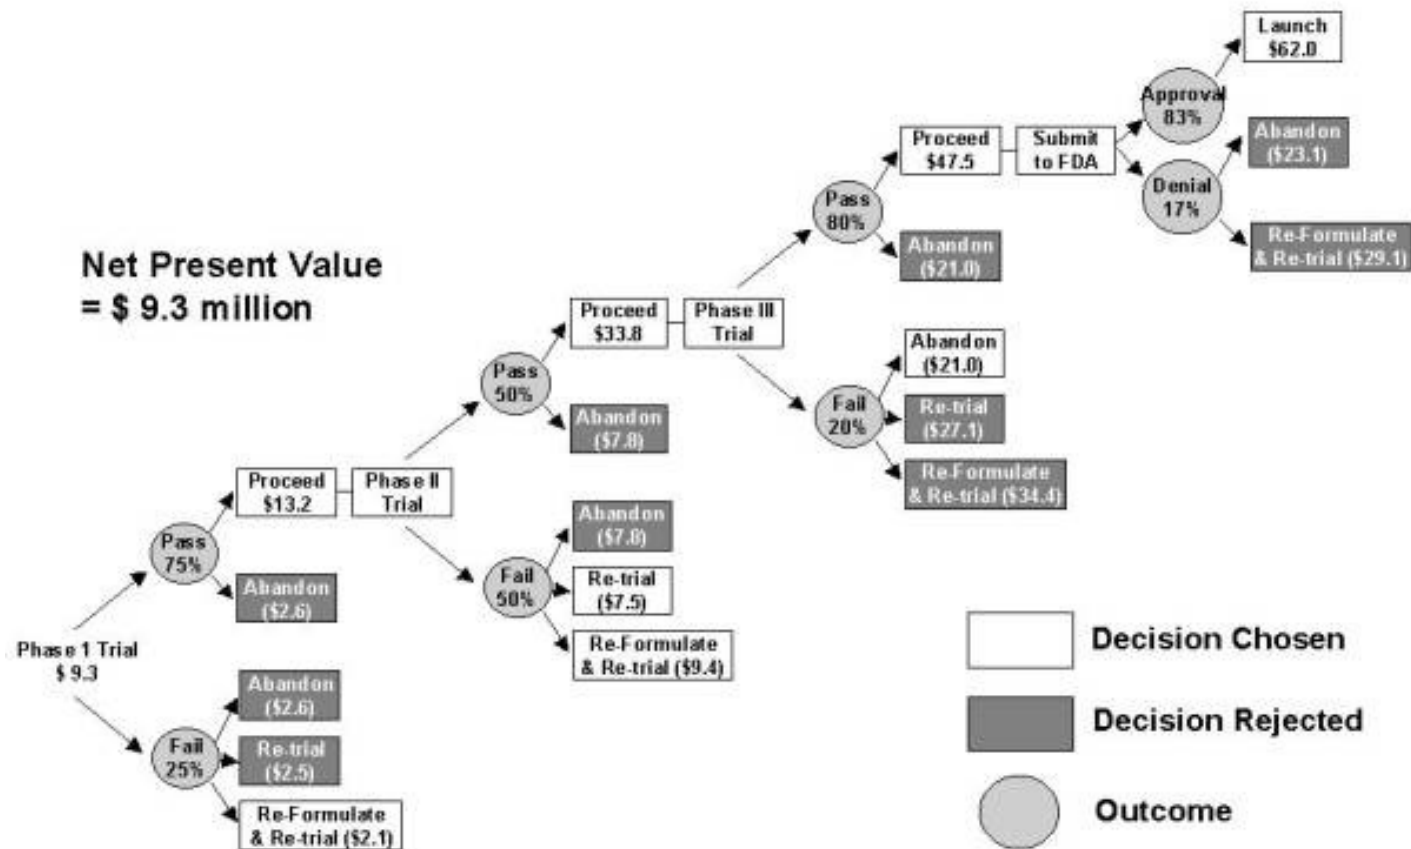 Launch
$62.0
Approval
83%
Proceed
$47.5
Submit
to FDA
Abandon
($23.1)
Denial
17%
Pass
80%
Re-Formulate
& Re-trial ($29.1)
Abandon
($21.0)
Net Present Value
= $ 9.3 million
Proceed
$33.8
Phase III
Trial
Pass
50%
Abandon
($21.0)
Abandon
($7.8)
Fail
20%
Re-trial
($27.1)
Re-Formulate
& Re-trial ($34.4)
Proceed
$13.2
Phase II
Trial
Pass
75%
Abandon
($7.8)
Fail
50%
Re-trial
($7.5)
Abandon
($2.6)
Re-Formulate
& Re-trial ($9.4)
Phase 1 Trial
$ 9.3
Abandon
($2.6)
Fail
25%
Re-trial
($2.5)
Re-Formulate
& Re-trial ($2.1)
Decision Chosen
Decision Rejected
Outcome